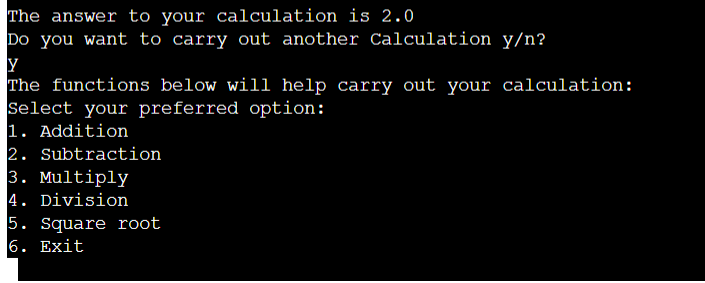 The answer to your calculation is 2.0
Do you want to carry out another Calculation y/n?
y
The functions below will help carry out your calculation:
Select your preferred option:
1. Addition
2. Subtraction
3. Multiply
4. Division
5. Square root
6. Exit